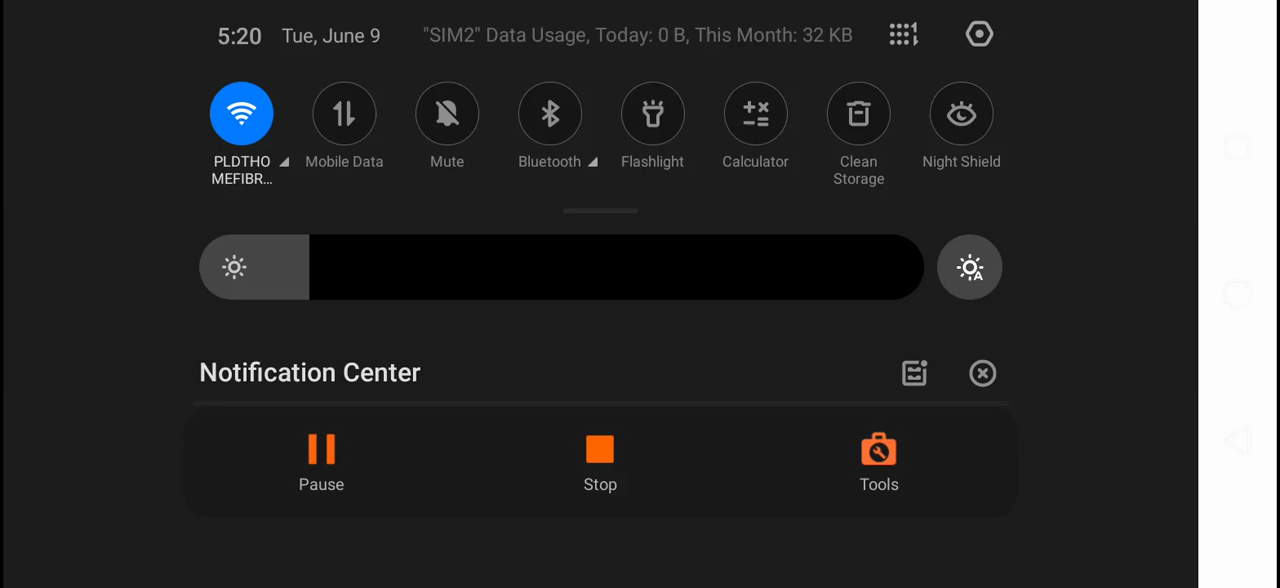 5:20 Tue, June 9 "SIM2" Data Usage, Today: 0 B, This Month: 32 KB
PLDTHO Mobile Data Mute Bluetooth Flashlight Calculator Clean Night Shield
MEFIBR... Storage
Notification Center
Pause Stop Tools